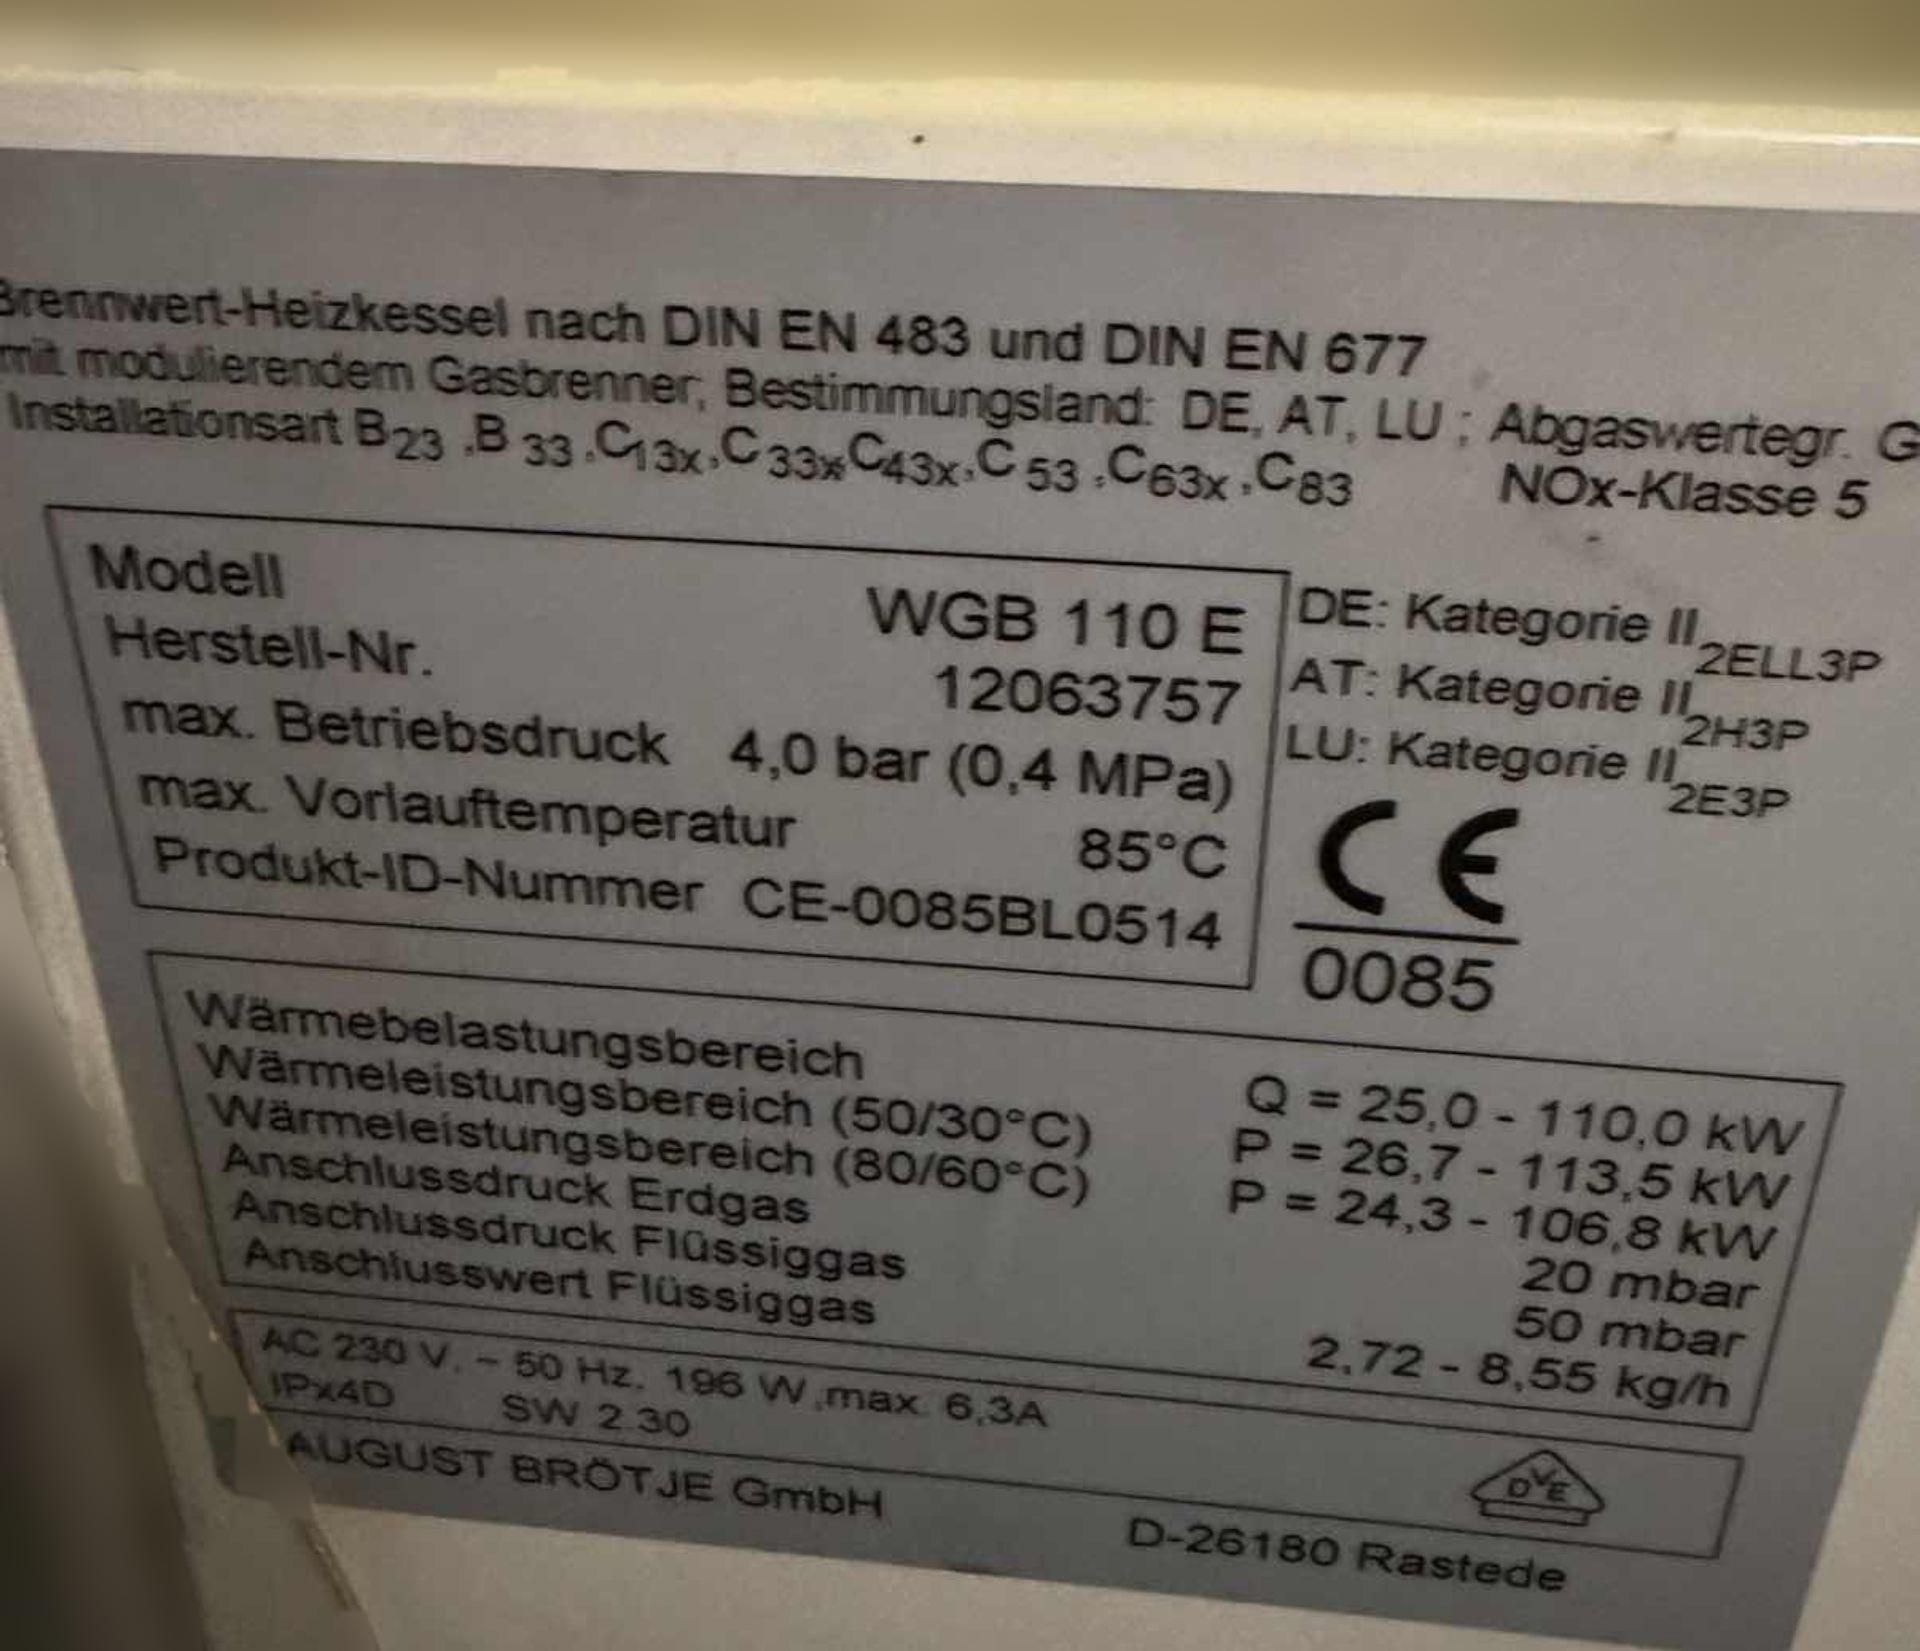 Brennwert-Heizkessel nach DIN EN 483 und DIN EN 677
mit modulierendem Gasbrenner, Bestimmungsland: DE, AT, LU ; Abgaswertegr. G
Installationsart B23 ,B 33 ,C13x,C 33x C43x,C 53 ,C63x ,C83 NOx-Klasse 5
Modell WGB 110 E
Herstell-Nr. 12063757
max. Betriebsdruck 4,0 bar (0,4 MPa)
max. Vorlauftemperatur 85°C
Produkt-ID-Nummer CE-0085BL0514
DE: Kategorie II 2ELL3P
AT: Kategorie II 2H3P
LU: Kategorie II 2E3P
CE
0085
Wärmebelastungsbereich Q = 25,0 - 110,0 kW
Wärmeleistungsbereich (50/30°C) P = 26,7 - 113,5 kW
Wärmeleistungsbereich (80/60°C) P = 24,3 - 106,8 kW
Anschlussdruck Erdgas 20 mbar
Anschlussdruck Flüssiggas 50 mbar
Anschlusswert Flüssiggas 2,72 - 8,55 kg/h
AC 230 V, ~ 50 Hz, 196 W ,max. 6,3A
IPx4D SW 2.30
DVE
AUGUST BRÖTJE GmbH D-26180 Rastede